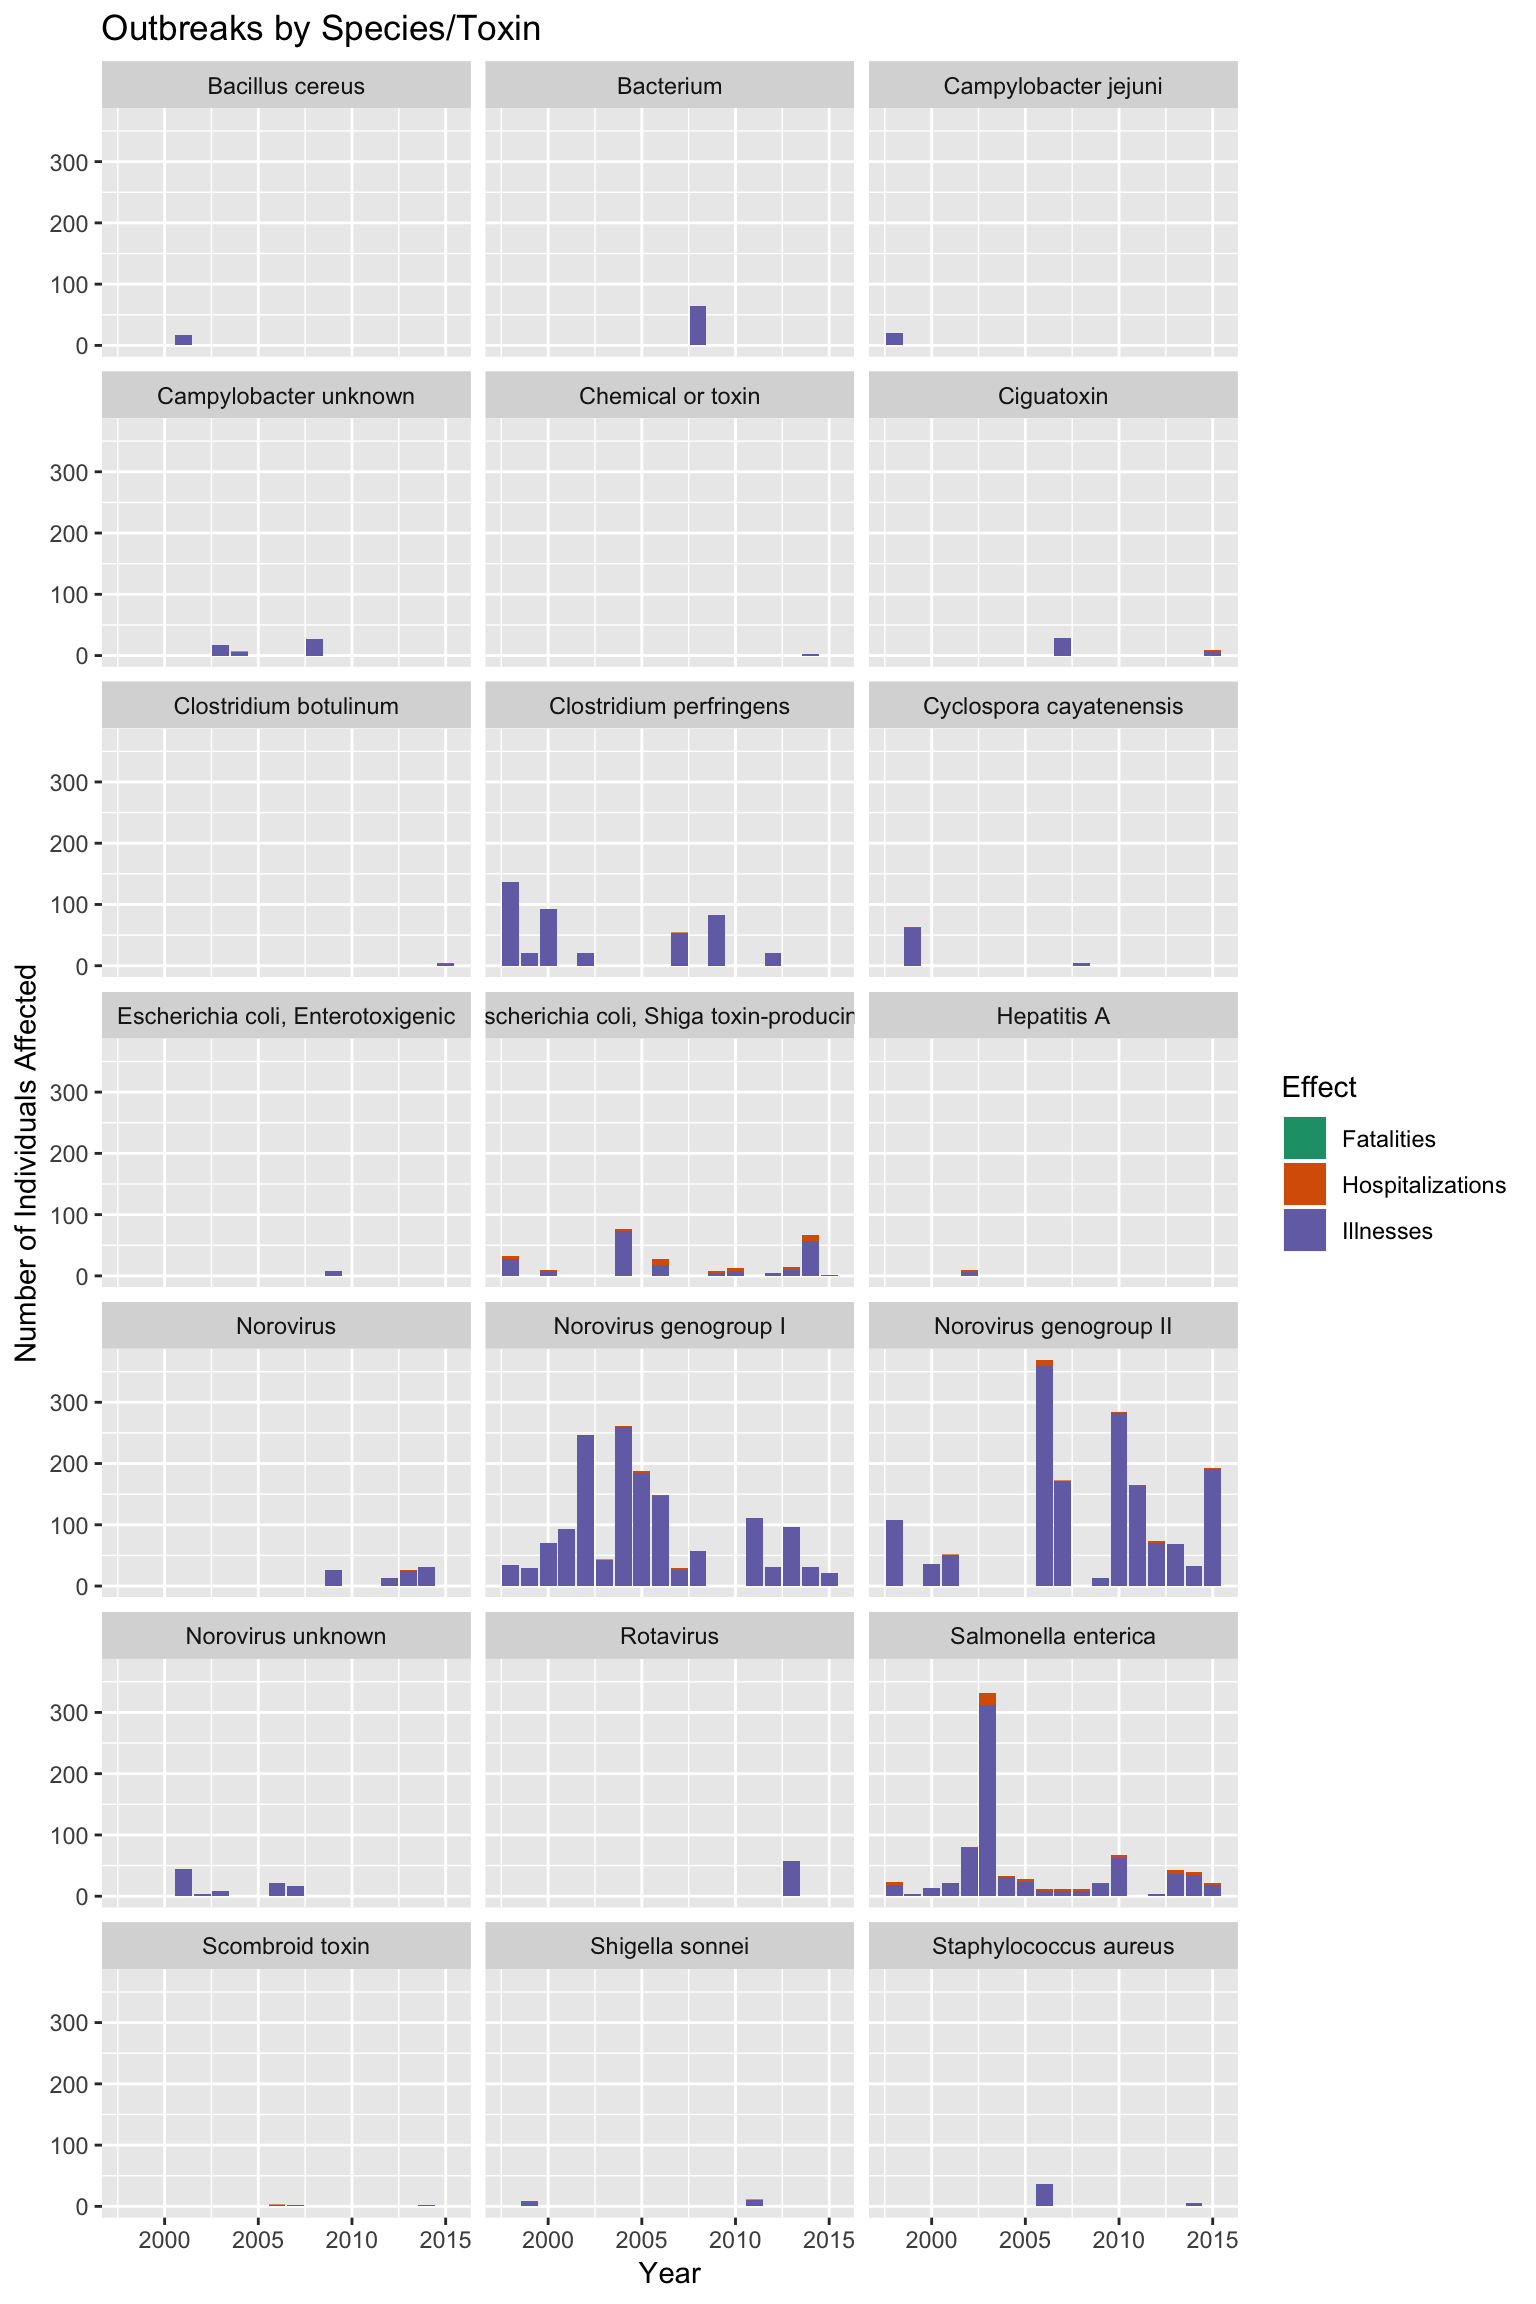 Outbreaks by Species/Toxin
Bacillus cereus Bacterium Campylobacter jejuni
300
200
100
0
Campylobacter unknown Chemical or toxin Ciguatoxin
300
200
100
0
Clostridium botulinum Clostridium perfringens Cyclospora cayatenensis
300
200
100
0
Escherichia coli, Enterotoxigenic scherichia coli, Shiga toxin-producin Hepatitis A
300
200
100
0
Norovirus Norovirus genogroup I Norovirus genogroup II
300
200
100
0
Norovirus unknown Rotavirus Salmonella enterica
300
200
100
0
Scombroid toxin Shigella sonnei Staphylococcus aureus
300
200
100
0
2000 2005 2010 2015 2000 2005 2010 2015 2000 2005 2010 2015
Year
Number of Individuals Affected
Effect
Fatalities
Hospitalizations
Illnesses